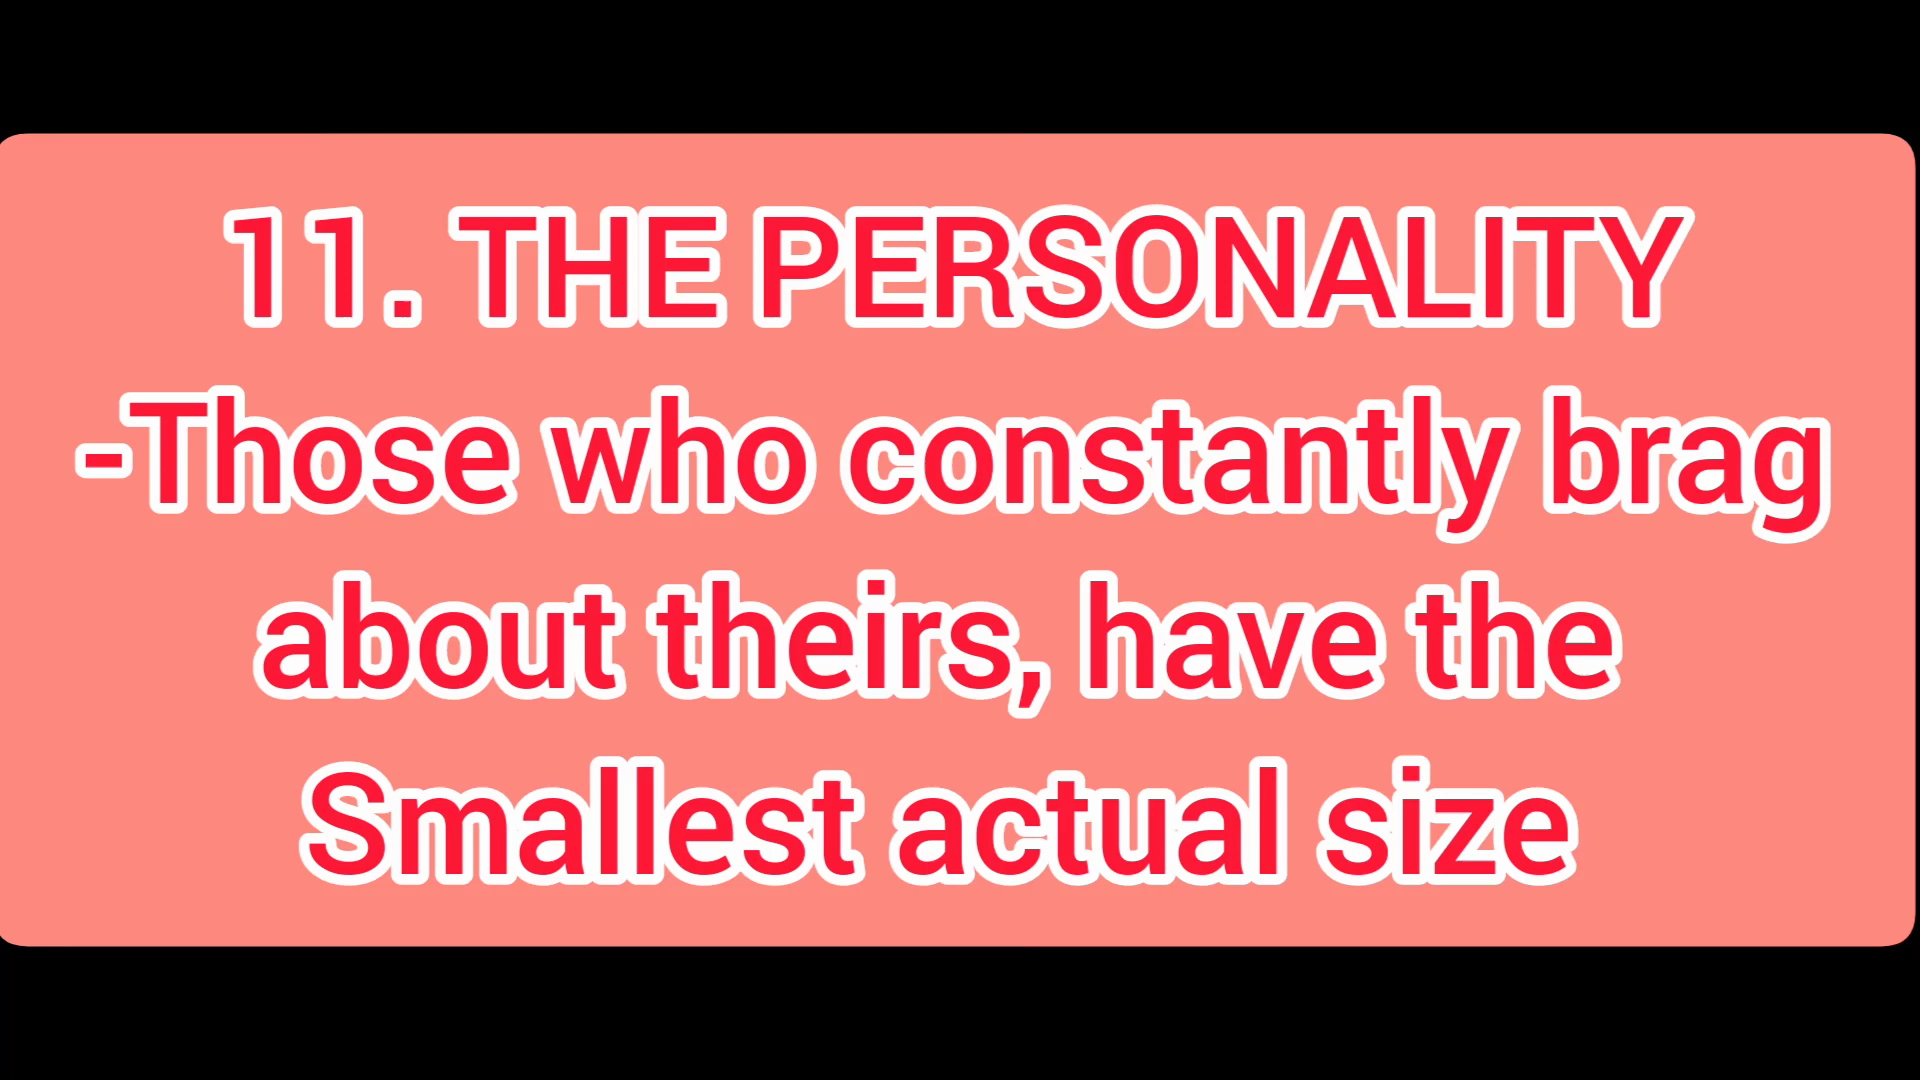 11. THE PERSONALITY
-Those who constantly brag
about theirs, have the
Smallest actual size